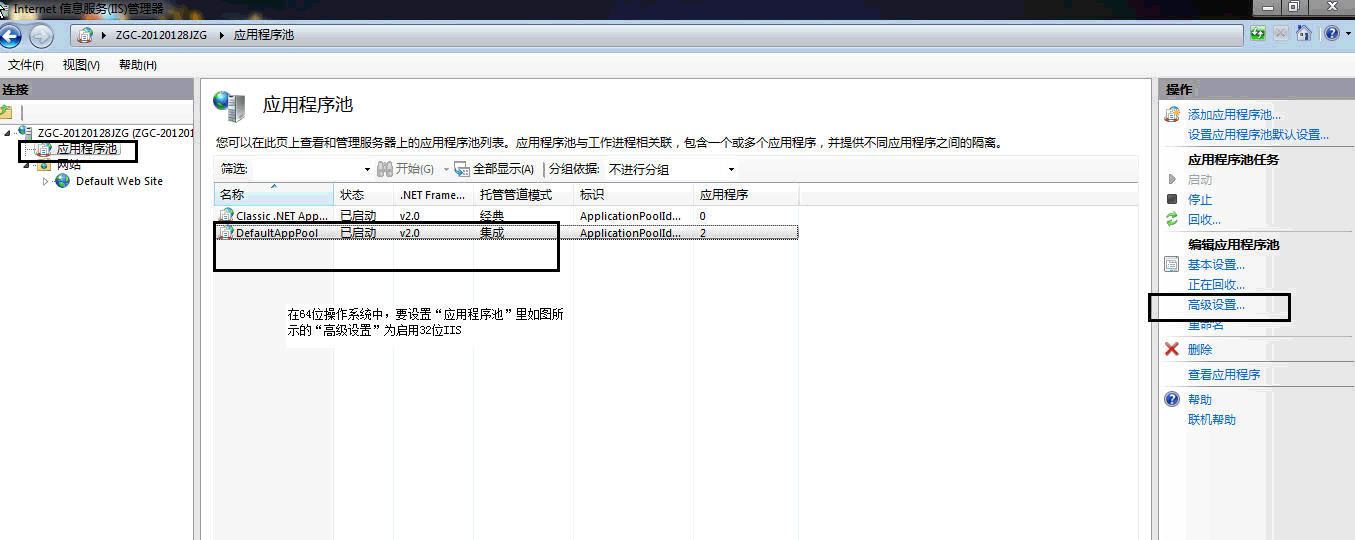 Internet 信息服务(IIS)管理器
ZGC-20120128JZG 应用程序池
文件(F) 视图(V) 帮助(H)
连接
ZGC-20120128JZG (ZGC-20120
应用程序池
网站
Default Web Site
应用程序池
您可以在此页上查看和管理服务器上的应用程序池列表。应用程序池与工作进程相关联，包含一个或多个应用程序，并提供不同应用程序之间的隔离。
筛选: 开始(G) 全部显示(A) 分组依据: 不进行分组
名称 状态 .NET Frame... 托管管道模式 标识 应用程序
Classic .NET App... 已启动 v2.0 经典 ApplicationPoolId... 0
DefaultAppPool 已启动 v2.0 集成 ApplicationPoolId... 2
在64位操作系统中，要设置“应用程序池”里如图所
示的“高级设置”为启用32位IIS
操作
添加应用程序池...
设置应用程序池默认设置...
应用程序池任务
启动
停止
回收...
编辑应用程序池
基本设置...
正在回收...
高级设置...
重命名
删除
查看应用程序
帮助
联机帮助